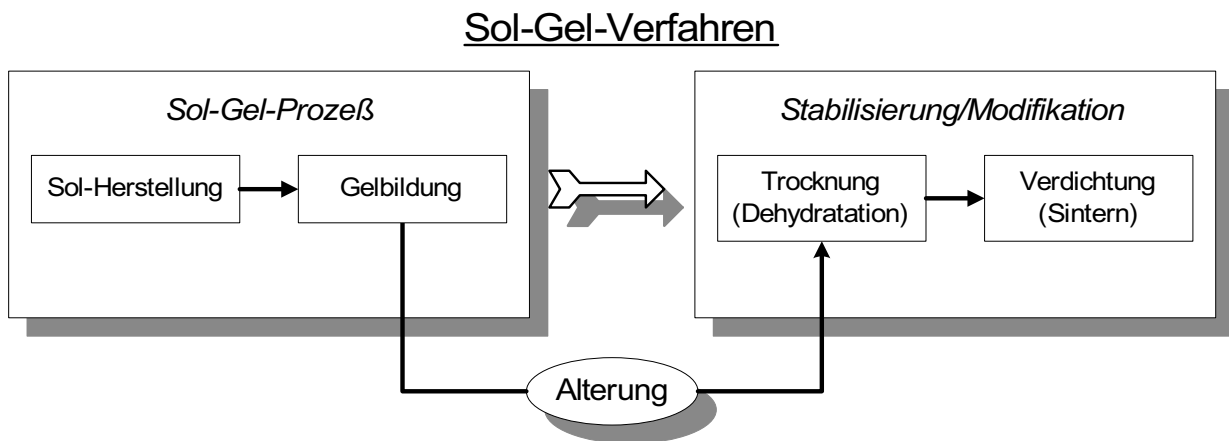 Sol-Gel-Verfahren
Sol-Gel-Prozeß
Sol-Herstellung
Gelbildung
Stabilisierung/Modifikation
Trocknung
(Dehydratation)
Verdichtung
(Sintern)
Alterung